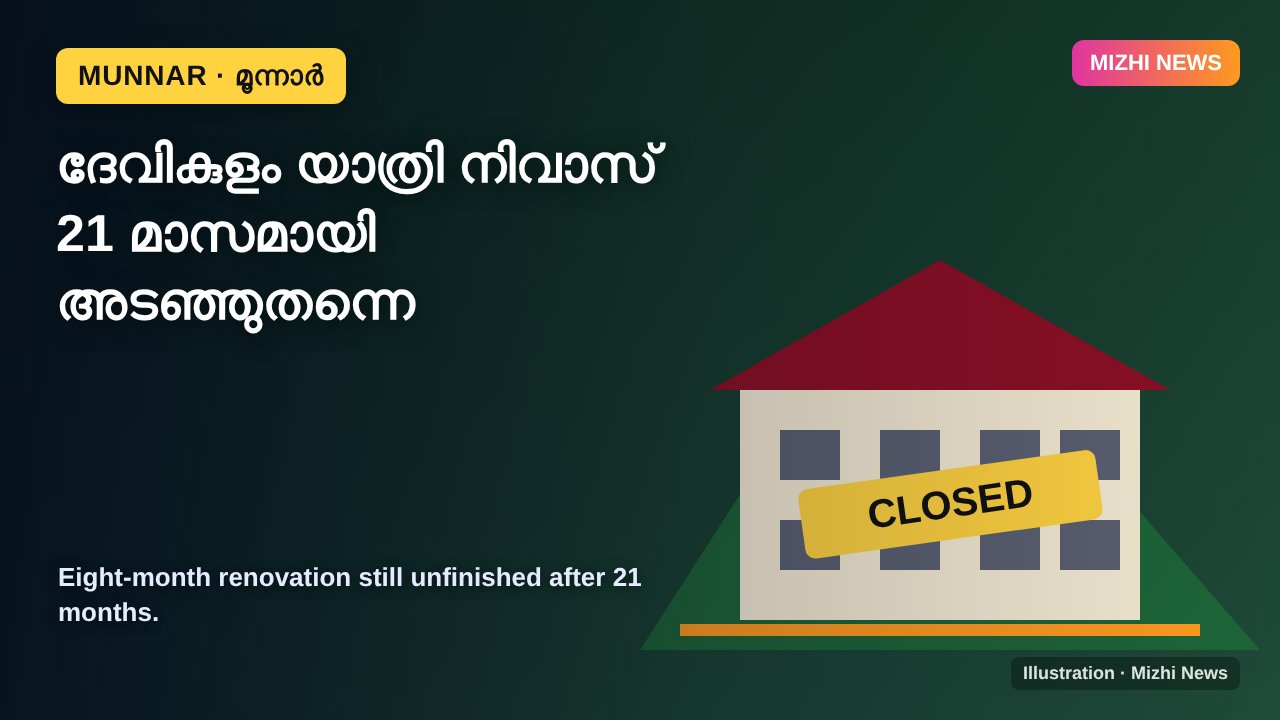 MUNNAR · മൂന്നാർ
MIZHI NEWS
ദേവികുളം യാത്രി നിവാസ്
21 മാസമായി
അടഞ്ഞുതന്നെ
CLOSED
Eight-month renovation still unfinished after 21
months.
Illustration · Mizhi News